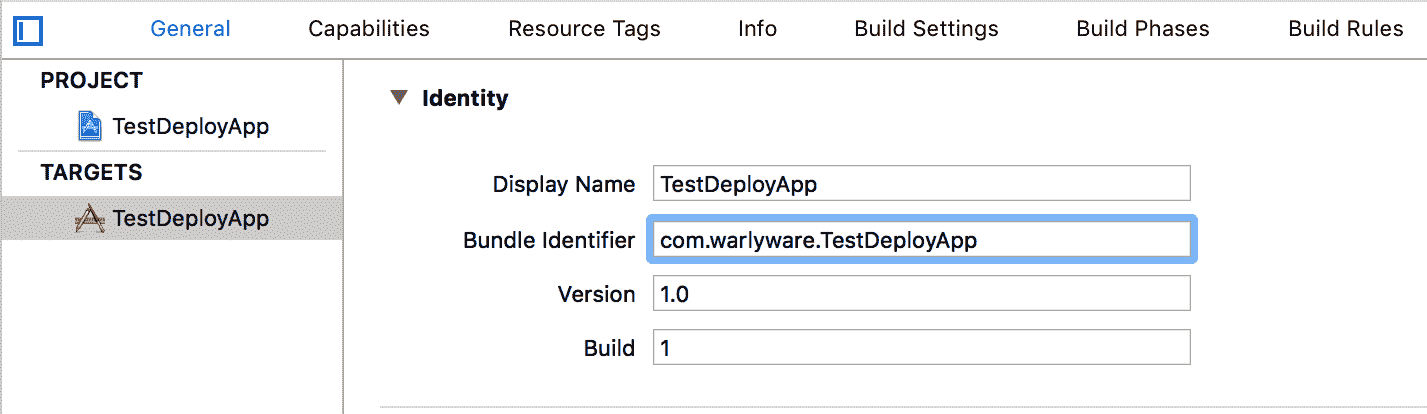 General Capabilities Resource Tags Info Build Settings Build Phases Build Rules
PROJECT
TestDeployApp
TARGETS
TestDeployApp
Identity
Display Name TestDeployApp
Bundle Identifier com.warlyware.TestDeployApp
Version 1.0
Build 1